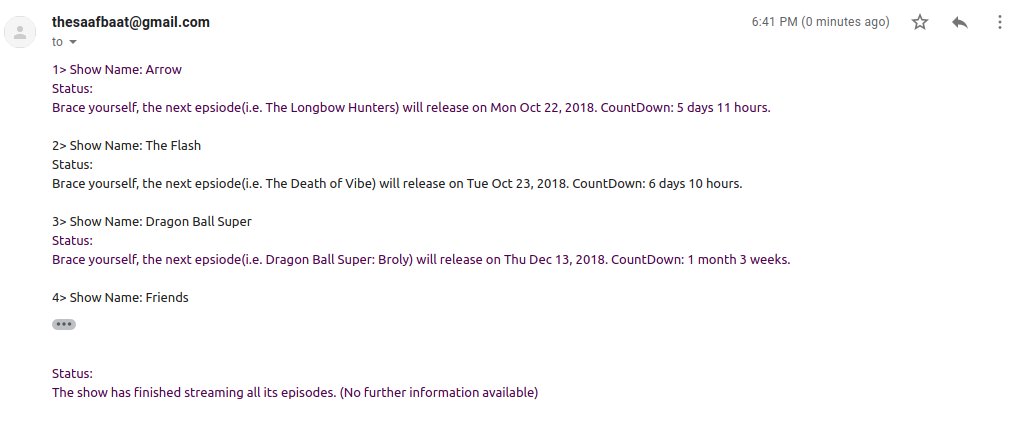 thesaafbaat@gmail.com
6:41 PM (0 minutes ago)
to
1> Show Name: Arrow
Status:
Brace yourself, the next epsiode(i.e. The Longbow Hunters) will release on Mon Oct 22, 2018. CountDown: 5 days 11 hours.
2> Show Name: The Flash
Status:
Brace yourself, the next epsiode(i.e. The Death of Vibe) will release on Tue Oct 23, 2018. CountDown: 6 days 10 hours.
3> Show Name: Dragon Ball Super
Status:
Brace yourself, the next epsiode(i.e. Dragon Ball Super: Broly) will release on Thu Dec 13, 2018. CountDown: 1 month 3 weeks.
4> Show Name: Friends
Status:
The show has finished streaming all its episodes. (No further information available)